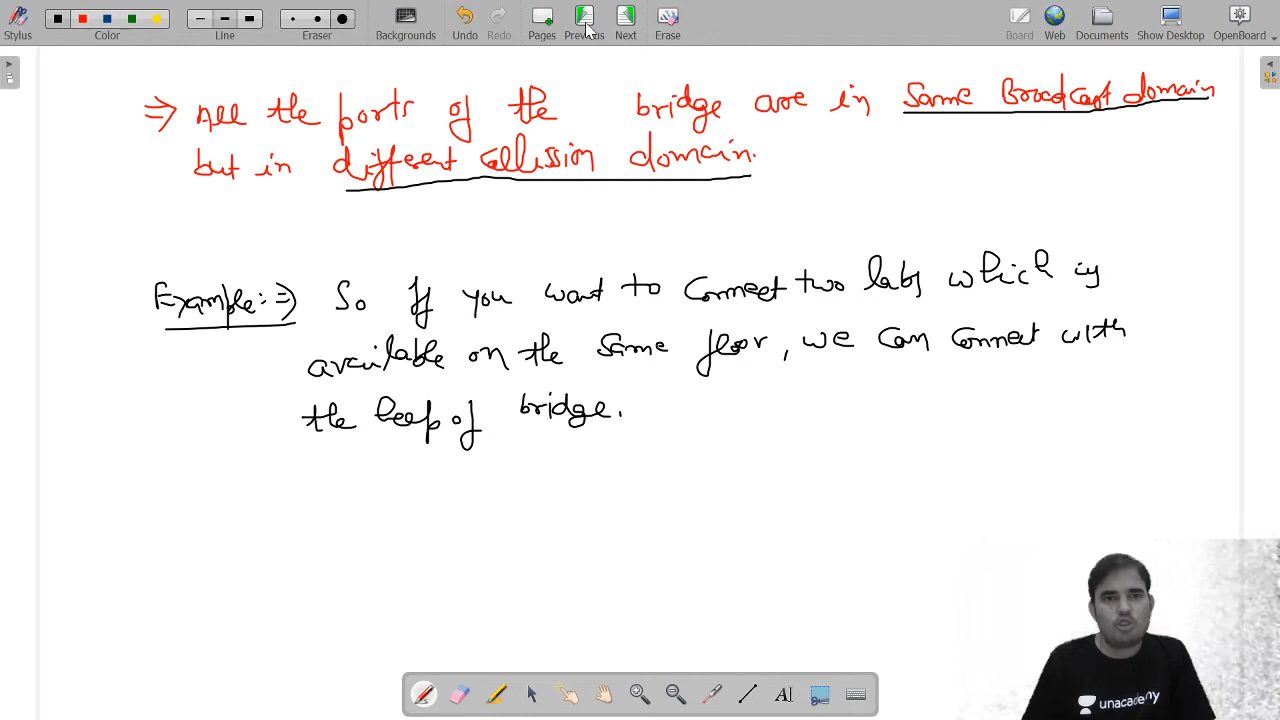 Stylus
Color
Line
Eraser
Backgrounds
Undo
Redo
Pages
Previous
Next
Erase
Board
Web
Documents
Show Desktop
OpenBoard
⇒ All the ports of the bridge are in Same Broadcast domain
but in different collission domain.
Example:⇒ So If you want to Connect two labs which is
available on the same floor, we can connect with
the help of bridge.
unacademy